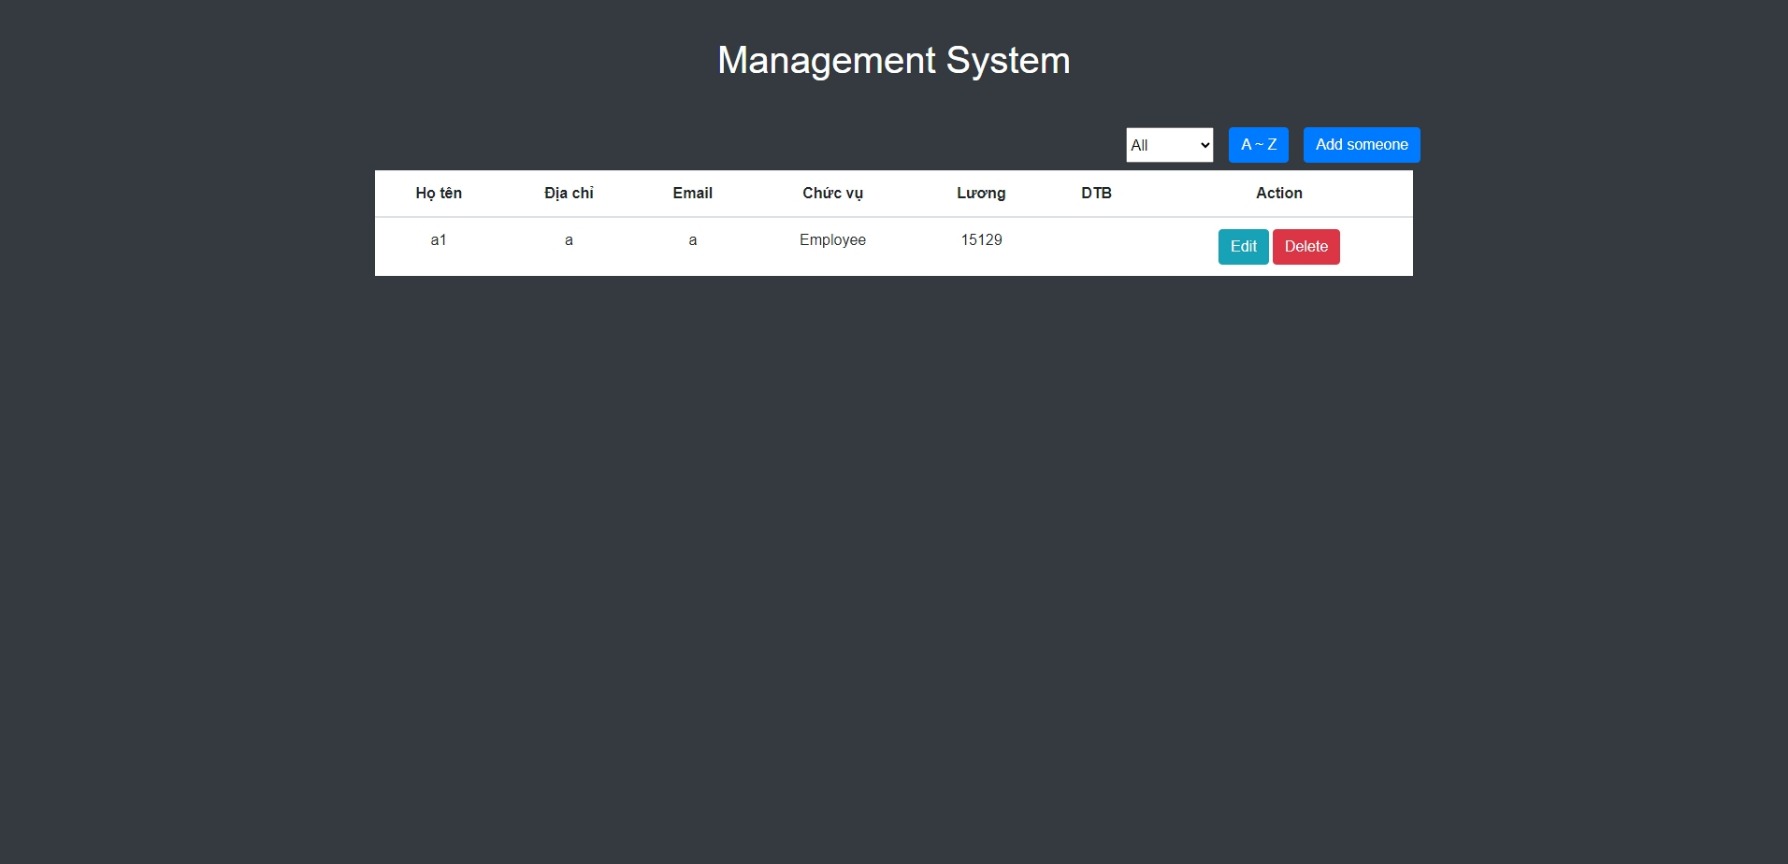 Management System
All A ~ Z Add someone
Họ tên Địa chỉ Email Chức vụ Lương DTB Action
a1 a a Employee 15129 Edit Delete